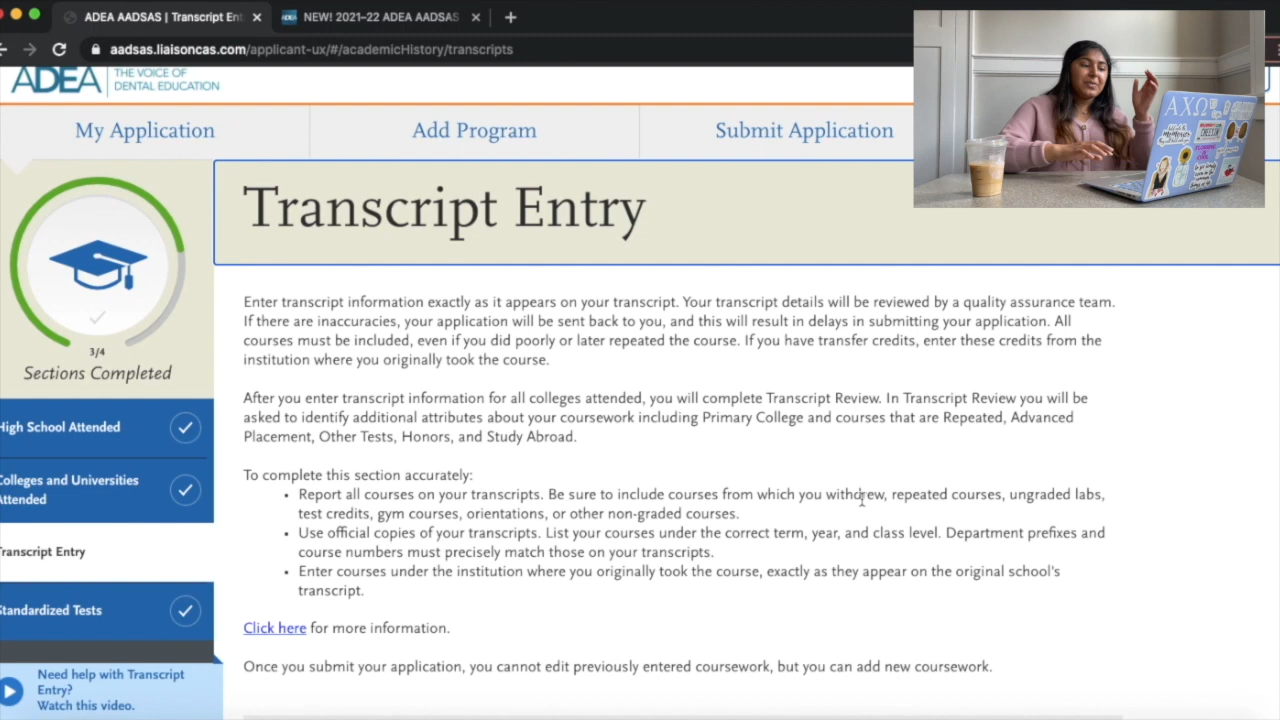 ADEA AADSAS | Transcript Ent
NEW! 2021–22 ADEA AADSAS
aadsas.liaisoncas.com/applicant-ux/#/academicHistory/transcripts
ADEA
THE VOICE OF
DENTAL EDUCATION
My Application
Add Program
Submit Application
Transcript Entry
3/4
Sections Completed
High School Attended
Colleges and Universities
Attended
Transcript Entry
Standardized Tests
Need help with Transcript
Entry?
Watch this video.
Enter transcript information exactly as it appears on your transcript. Your transcript details will be reviewed by a quality assurance team.
If there are inaccuracies, your application will be sent back to you, and this will result in delays in submitting your application. All
courses must be included, even if you did poorly or later repeated the course. If you have transfer credits, enter these credits from the
institution where you originally took the course.
After you enter transcript information for all colleges attended, you will complete Transcript Review. In Transcript Review you will be
asked to identify additional attributes about your coursework including Primary College and courses that are Repeated, Advanced
Placement, Other Tests, Honors, and Study Abroad.
To complete this section accurately:
• Report all courses on your transcripts. Be sure to include courses from which you withdrew, repeated courses, ungraded labs,
test credits, gym courses, orientations, or other non-graded courses.
• Use official copies of your transcripts. List your courses under the correct term, year, and class level. Department prefixes and
course numbers must precisely match those on your transcripts.
• Enter courses under the institution where you originally took the course, exactly as they appear on the original school's
transcript.
Click here for more information.
Once you submit your application, you cannot edit previously entered coursework, but you can add new coursework.
ΑΧΩ